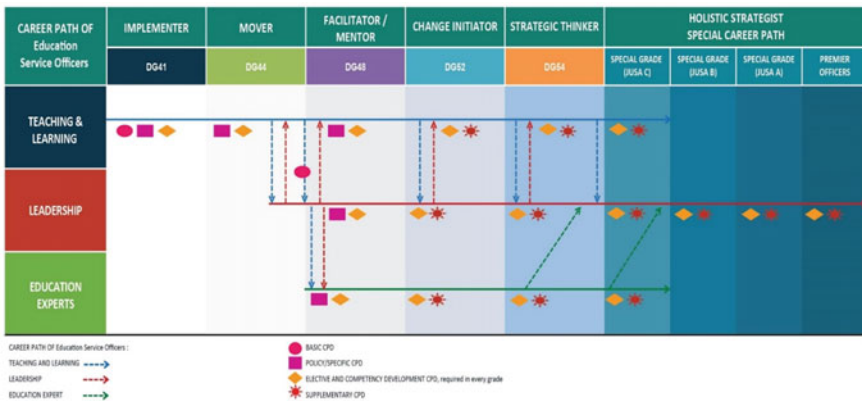 CAREER PATH OF
Education
Service Officers
IMPLEMENTER
MOVER
FACILITATOR /
MENTOR
CHANGE INITIATOR
STRATEGIC THINKER
HOLISTIC STRATEGIST
SPECIAL CAREER PATH
DG41
DG44
DG48
DG52
DG54
SPECIAL GRADE
(JUSA C)
SPECIAL GRADE
(JUSA B)
SPECIAL GRADE
(JUSA A)
PREMIER
OFFICERS
TEACHING &
LEARNING
LEADERSHIP
EDUCATION
EXPERTS
CAREER PATH OF Education Service Officers :
TEACHING AND LEARNING
LEADERSHIP
EDUCATION EXPERT
BASIC CPD
POLICY/SPECIFIC CPD
ELECTIVE AND COMPETENCY DEVELOPMENT CPD, required in every grade
SUPPLEMENTARY CPD